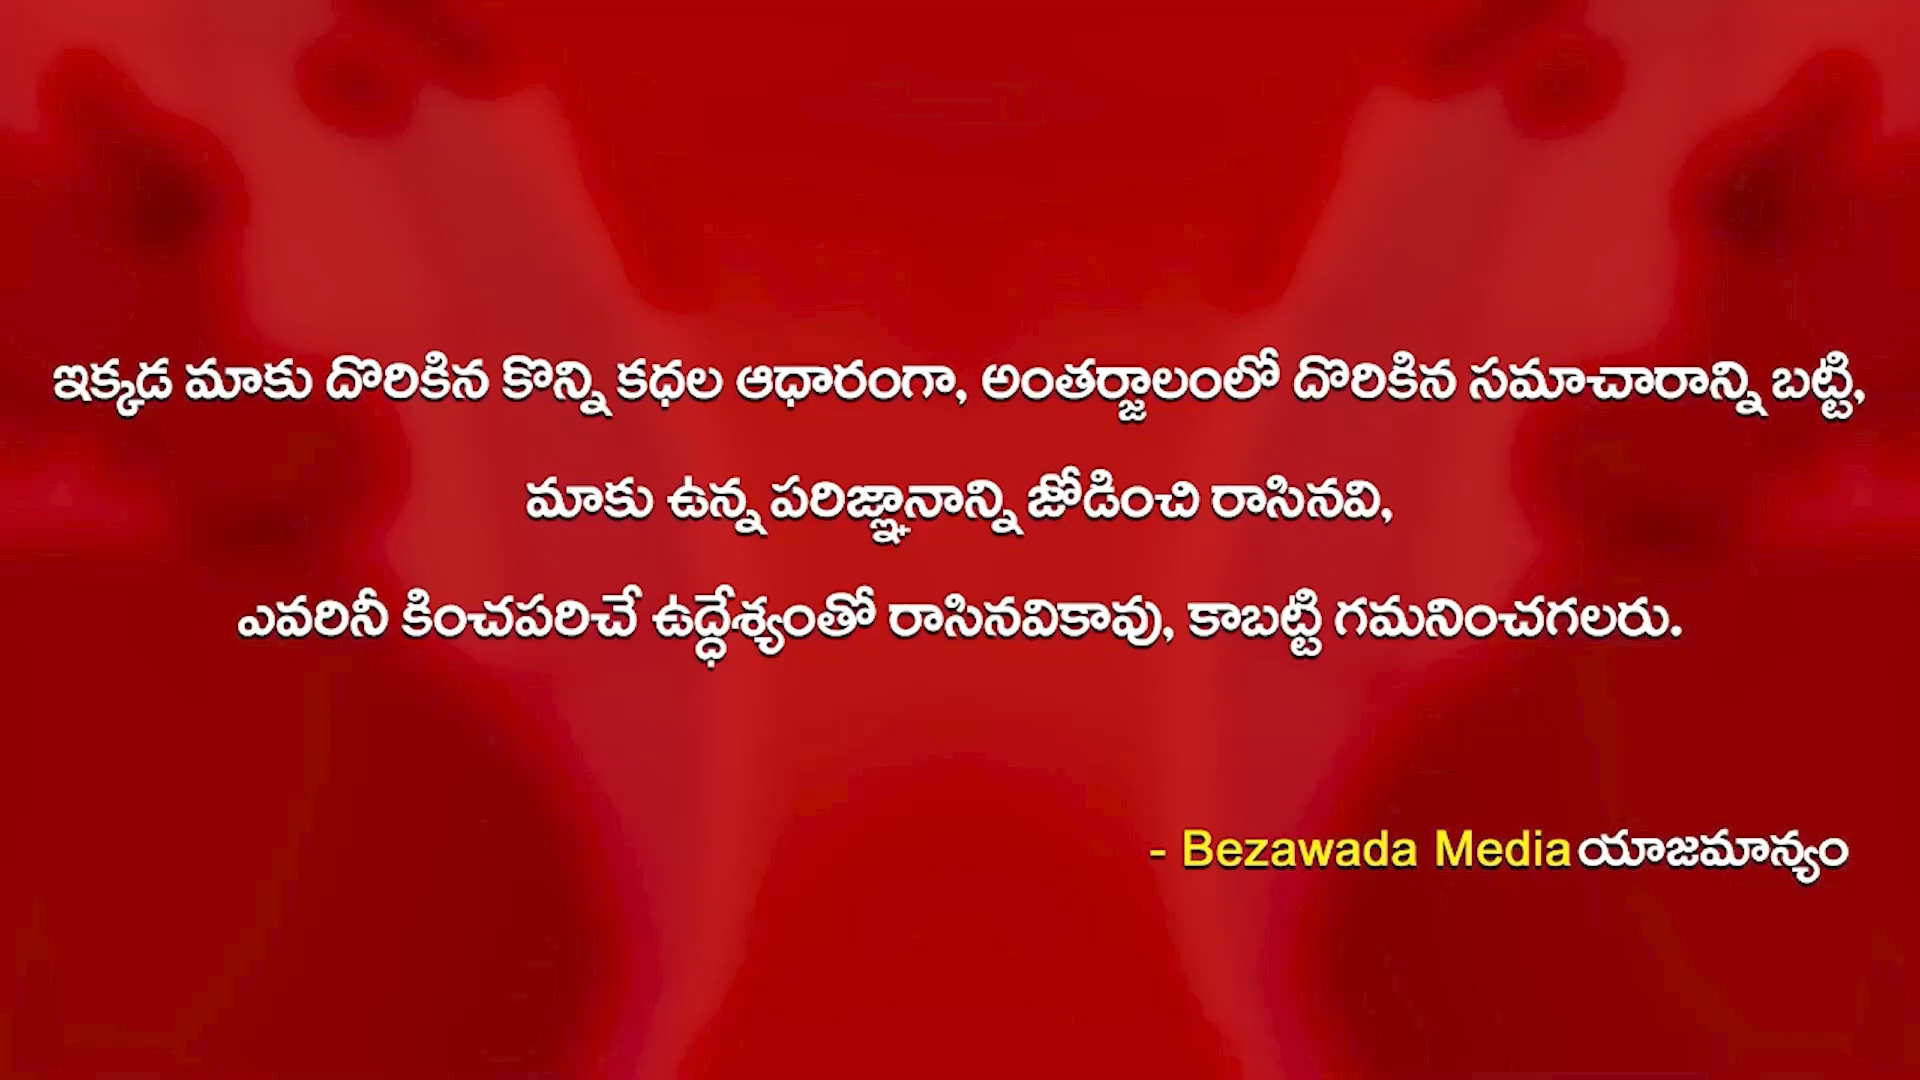 ఇక్కడ మాకు దొరికిన కొన్ని కధల ఆధారంగా, అంతర్జాలంలో దొరికిన సమాచారాన్ని బట్టి,
మాకు ఉన్న పరిజ్ఞానాన్ని జోడించి రాసినవి,
ఎవరినీ కించపరిచే ఉద్ధేశ్యంతో రాసినవికావు, కాబట్టి గమనించగలరు.
- Bezawada Media యాజమాన్యం